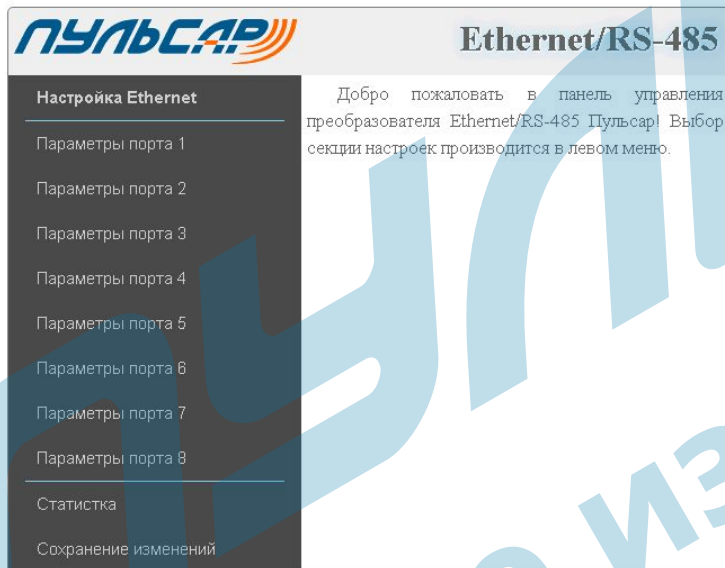 ПУЛЬСАР
Ethernet/RS-485
Настройка Ethernet
Параметры порта 1
Параметры порта 2
Параметры порта 3
Параметры порта 4
Параметры порта 5
Параметры порта 6
Параметры порта 7
Параметры порта 8
Статистка
Сохранение изменений
Добро пожаловать в панель управления
преобразователя Ethernet/RS-485 Пульсар! Выбор
секции настроек производится в левом меню.